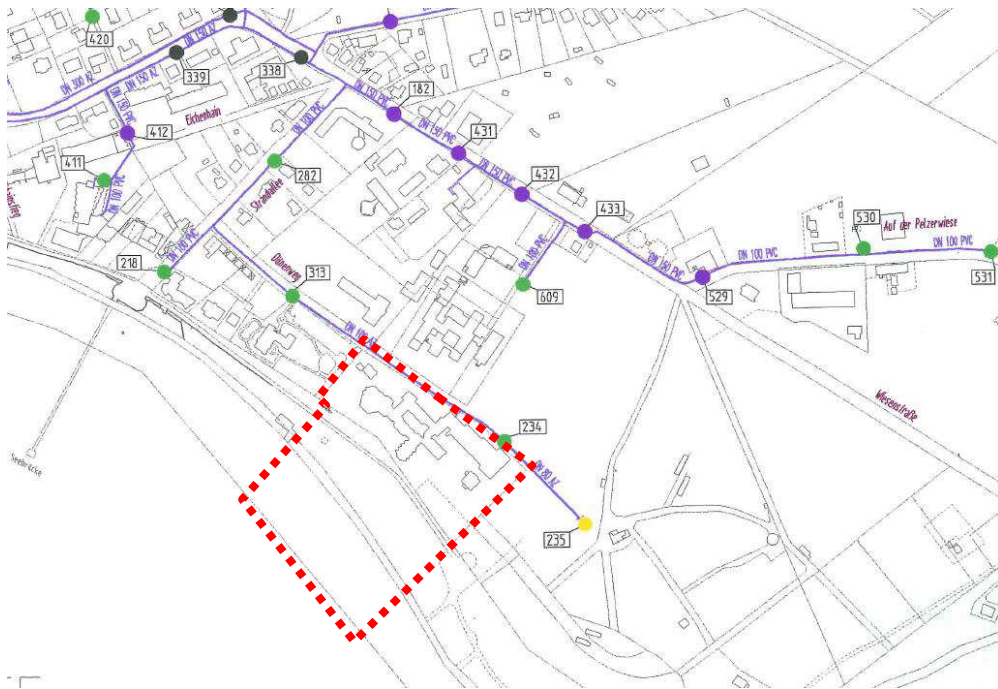 420
DN 150 AZ
339
DN 300 AZ
DN 150 AZ
338
DN 150 PVC
Eichenhain
412
182
DN 150 PVC
DN 150 PVC
431
DN 100 PVC
411
DN 100 PVC
282
DN 150 PVC
432
Strandallee
433
530
Auf der Pelzerwiese
DN 100 PVC
DN 100 PVC
531
218
DN 100 PVC
Dünenweg
313
DN 100 PVC
609
DN 150 PVC
529
DN 100 AZ
Wiesenstraße
234
DN 80 AZ
Seebrücke
235